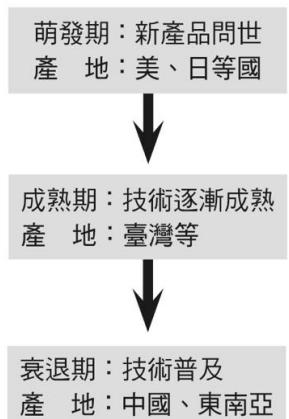 萌發期：新產品問世
產　地：美、日等國
成熟期：技術逐漸成熟
產　地：臺灣等
衰退期：技術普及
產　地：中國、東南亞